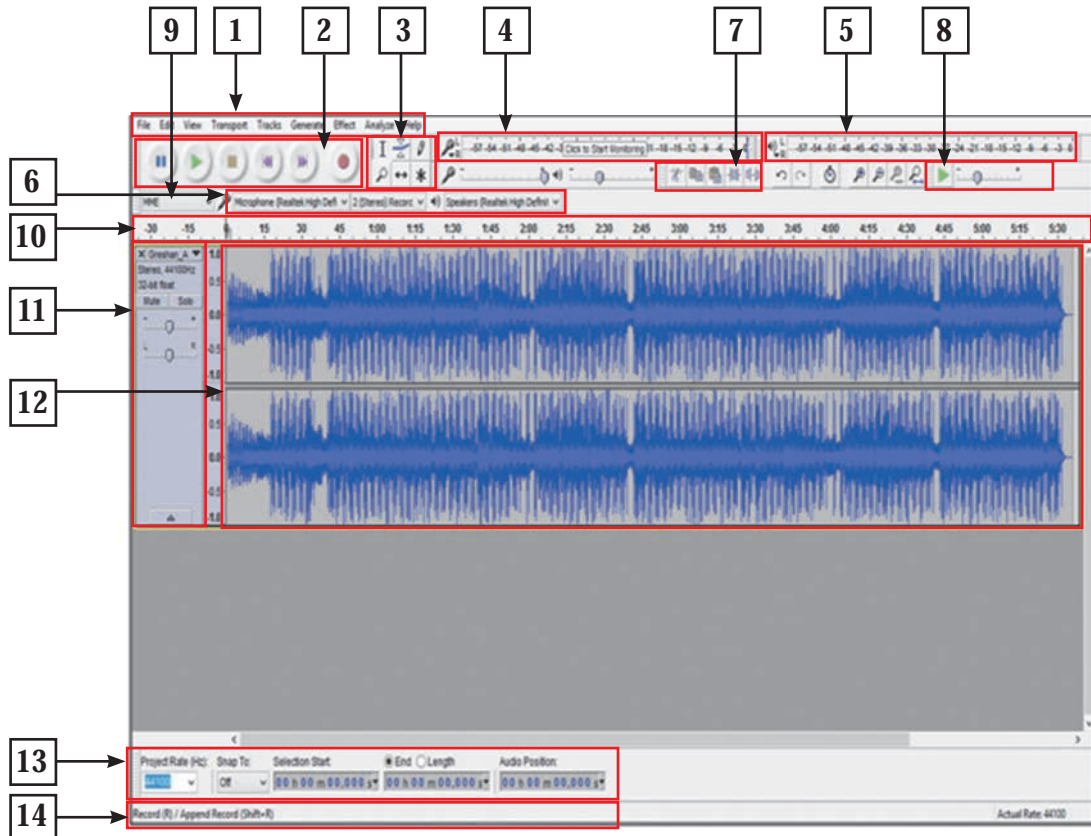 9 1 2 3 4 7 5 8
File Edit View Transport Tracks Generate Effect Analyze Help
-57 -54 -51 -48 -45 -42 -3 Click to Start Monitoring 1 -18 -15 -12 -9 -6 -3
-57 -54 -51 -48 -45 -42 -39 -36 -33 -30 -24 -21 -18 -15 -12 -9 -6 -3 0
6
MME Microphone (Realtek High Defi 2 (Stereo) Record Speakers (Realtek High Definit
10
-30 -15 0 15 30 45 1:00 1:15 1:30 1:45 2:00 2:15 2:30 2:45 3:00 3:15 3:30 3:45 4:00 4:15 4:30 4:45 5:00 5:15 5:30
11
X Greshan_A
Stereo, 44100Hz
32-bit float
Mute Solo
- +
L R
1.0
0.5
0.0
-0.5
-1.0
12
1.0
0.5
0.0
-0.5
-1.0
13
Project Rate (Hz): Snap To: Selection Start: End Length Audio Position:
44100 Off 00 h 00 m 00,000 s 00 h 00 m 00,000 s 00 h 00 m 00,000 s
14
Record (R) / Append Record (Shift+R) Actual Rate: 44100